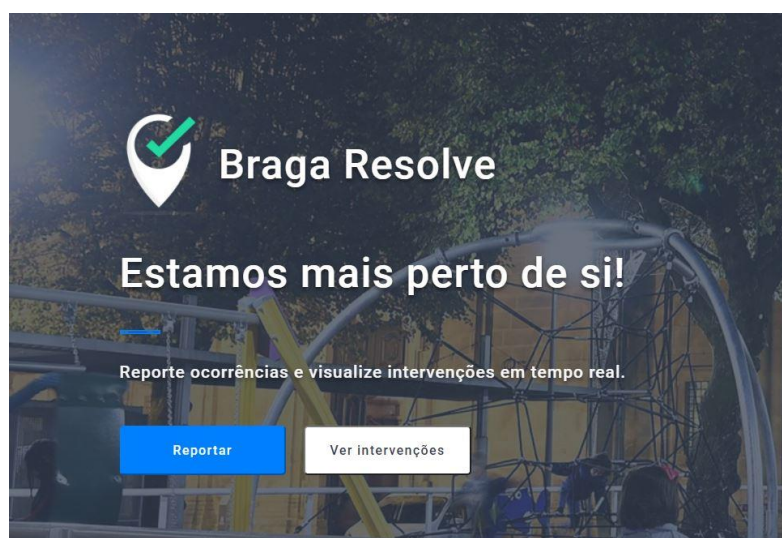 Braga Resolve
Estamos mais perto de si!
Reporte ocorrências e visualize intervenções em tempo real.
Reportar
Ver intervenções